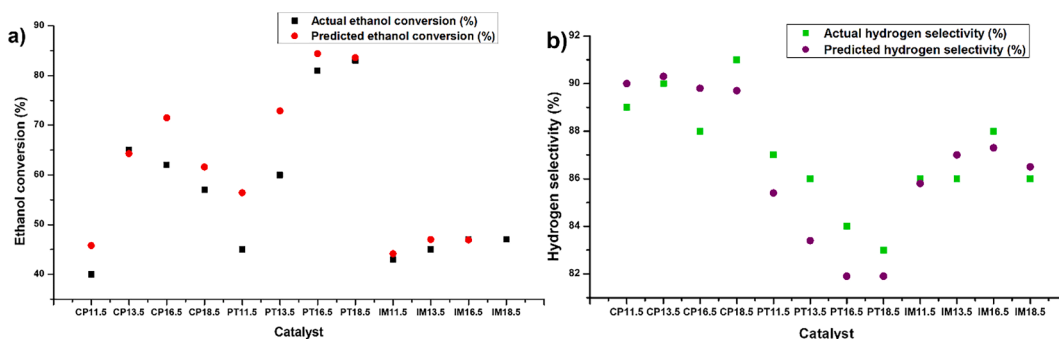 a)
Actual ethanol conversion (%)
Predicted ethanol conversion (%)
Ethanol conversion (%)
90
80
70
60
50
40
CP11.5 CP13.5 CP16.5 CP18.5 PT11.5 PT13.5 PT16.5 PT18.5 IM11.5 IM13.5 IM16.5 IM18.5
Catalyst
b)
Actual hydrogen selectivity (%)
Predicted hydrogen selectivity (%)
Hydrogen selectivity (%)
92
90
88
86
84
82
CP11.5 CP13.5 CP16.5 CP18.5 PT11.5 PT13.5 PT16.5 PT18.5 IM11.5 IM13.5 IM16.5 IM18.5
Catalyst